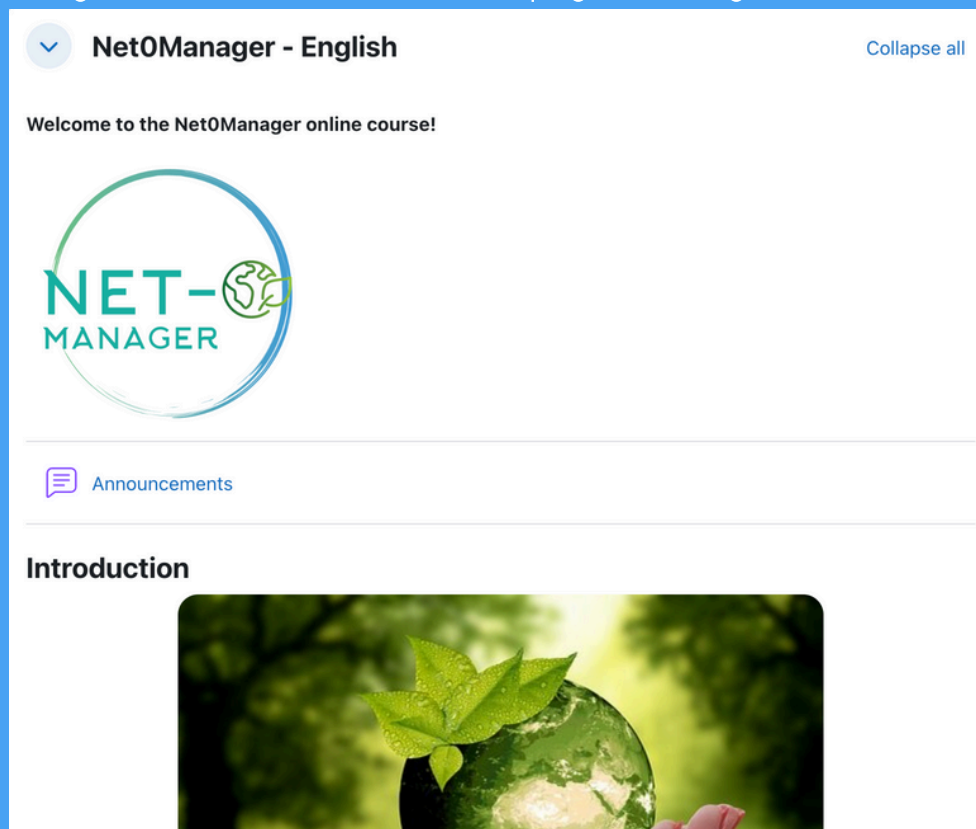 Net0Manager - English
Collapse all
Welcome to the Net0Manager online course!
NET-
MANAGER
Announcements
Introduction